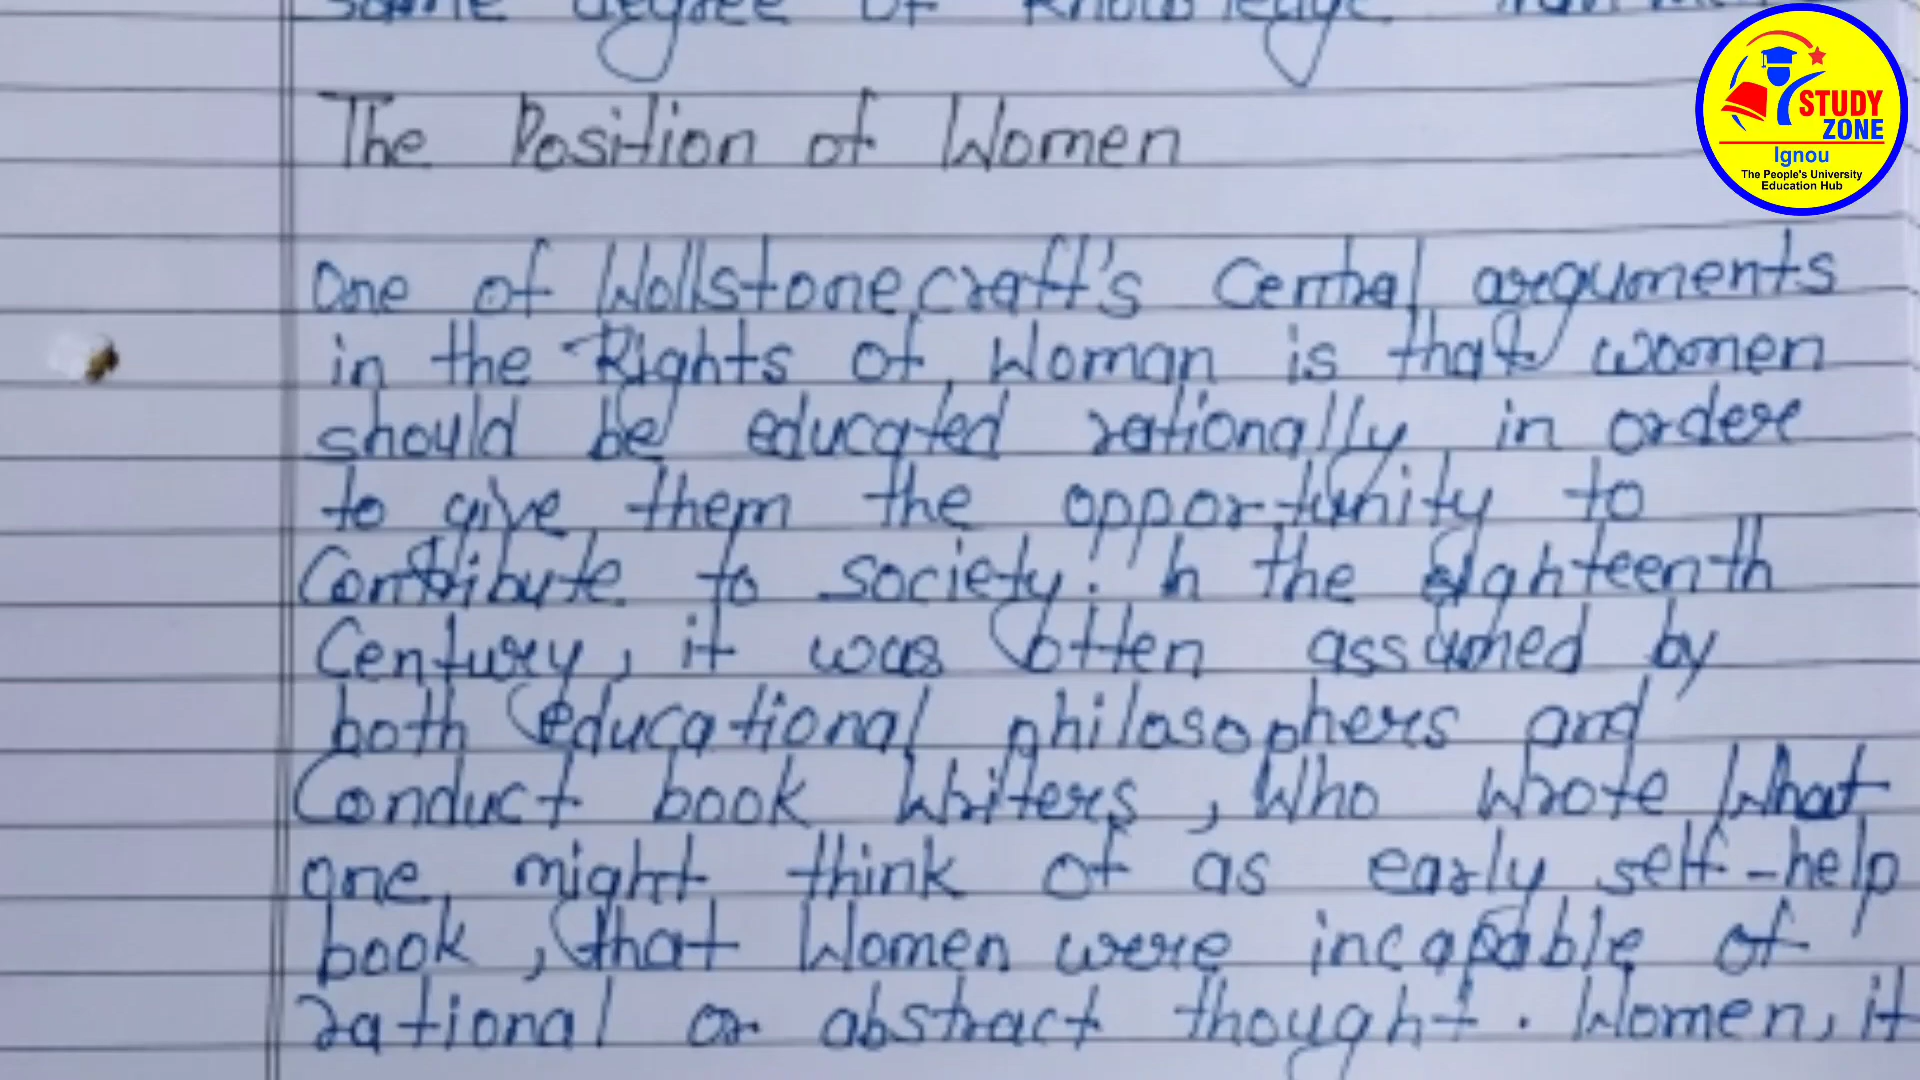 some degree of knowledge
The Position of Women
One of Wollstonecraft's Central arguments
in the Rights of Woman is that women
should be educated rationally in order
to give them the opportunity to
Contribute to society. In the eighteenth
Century, it was often assumed by
both educational philosophers and
Conduct book Writers, Who wrote What
one might think of as early self-help
book, that Women were incapable of
rational or abstract thought. Women, it
STUDY
ZONE
Ignou
The People's University
Education Hub